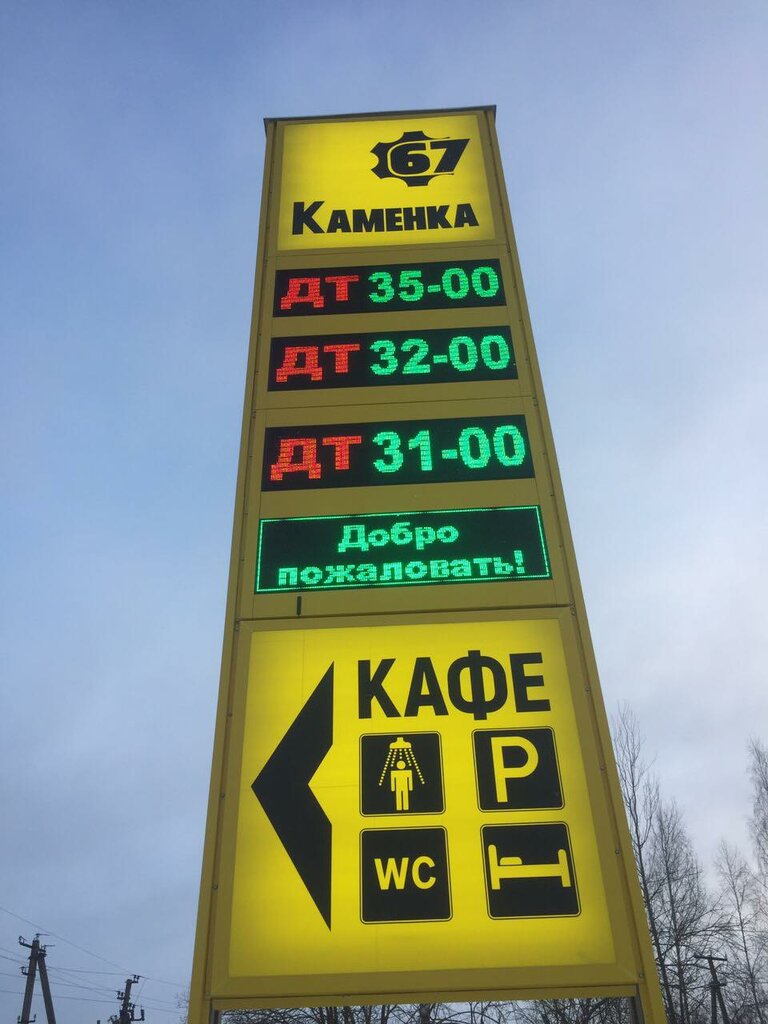 67
КАМЕНКА
ДТ 35-00
ДТ 32-00
ДТ 31-00
Добро
пожаловать!
КАФЕ
P
WC